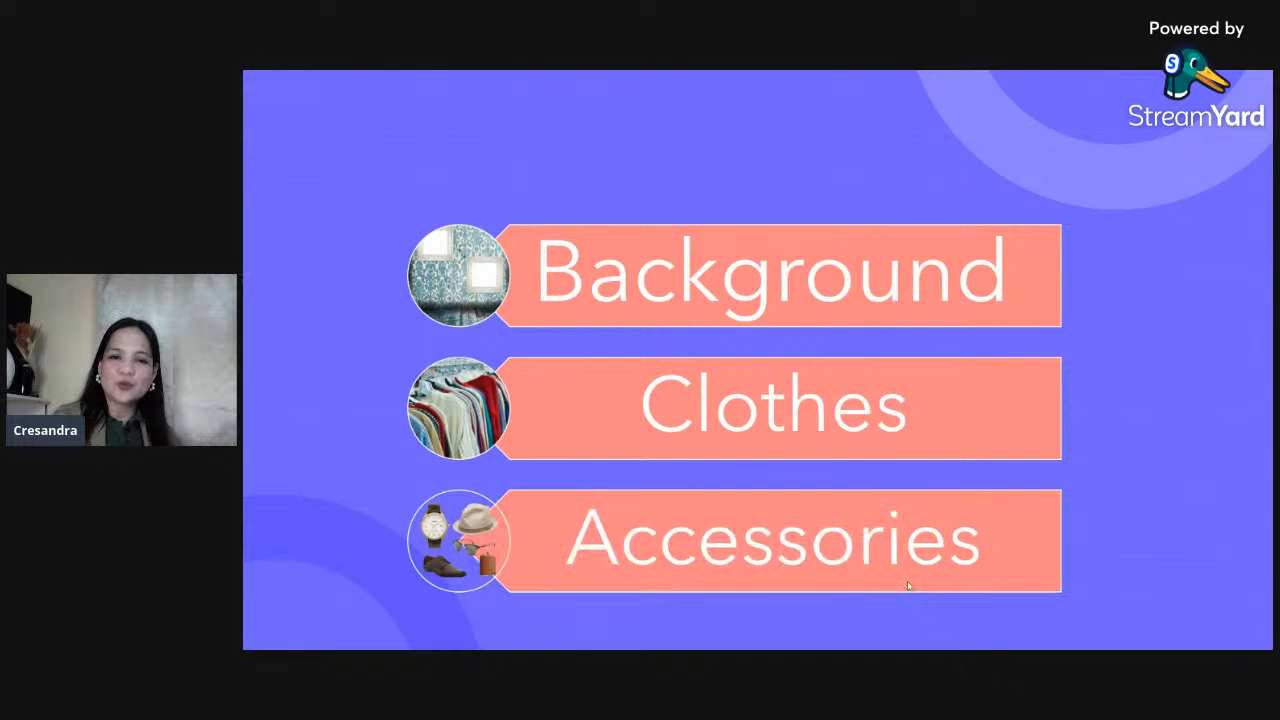 Powered by
StreamYard
Background
Clothes
Cresandra
Accessories